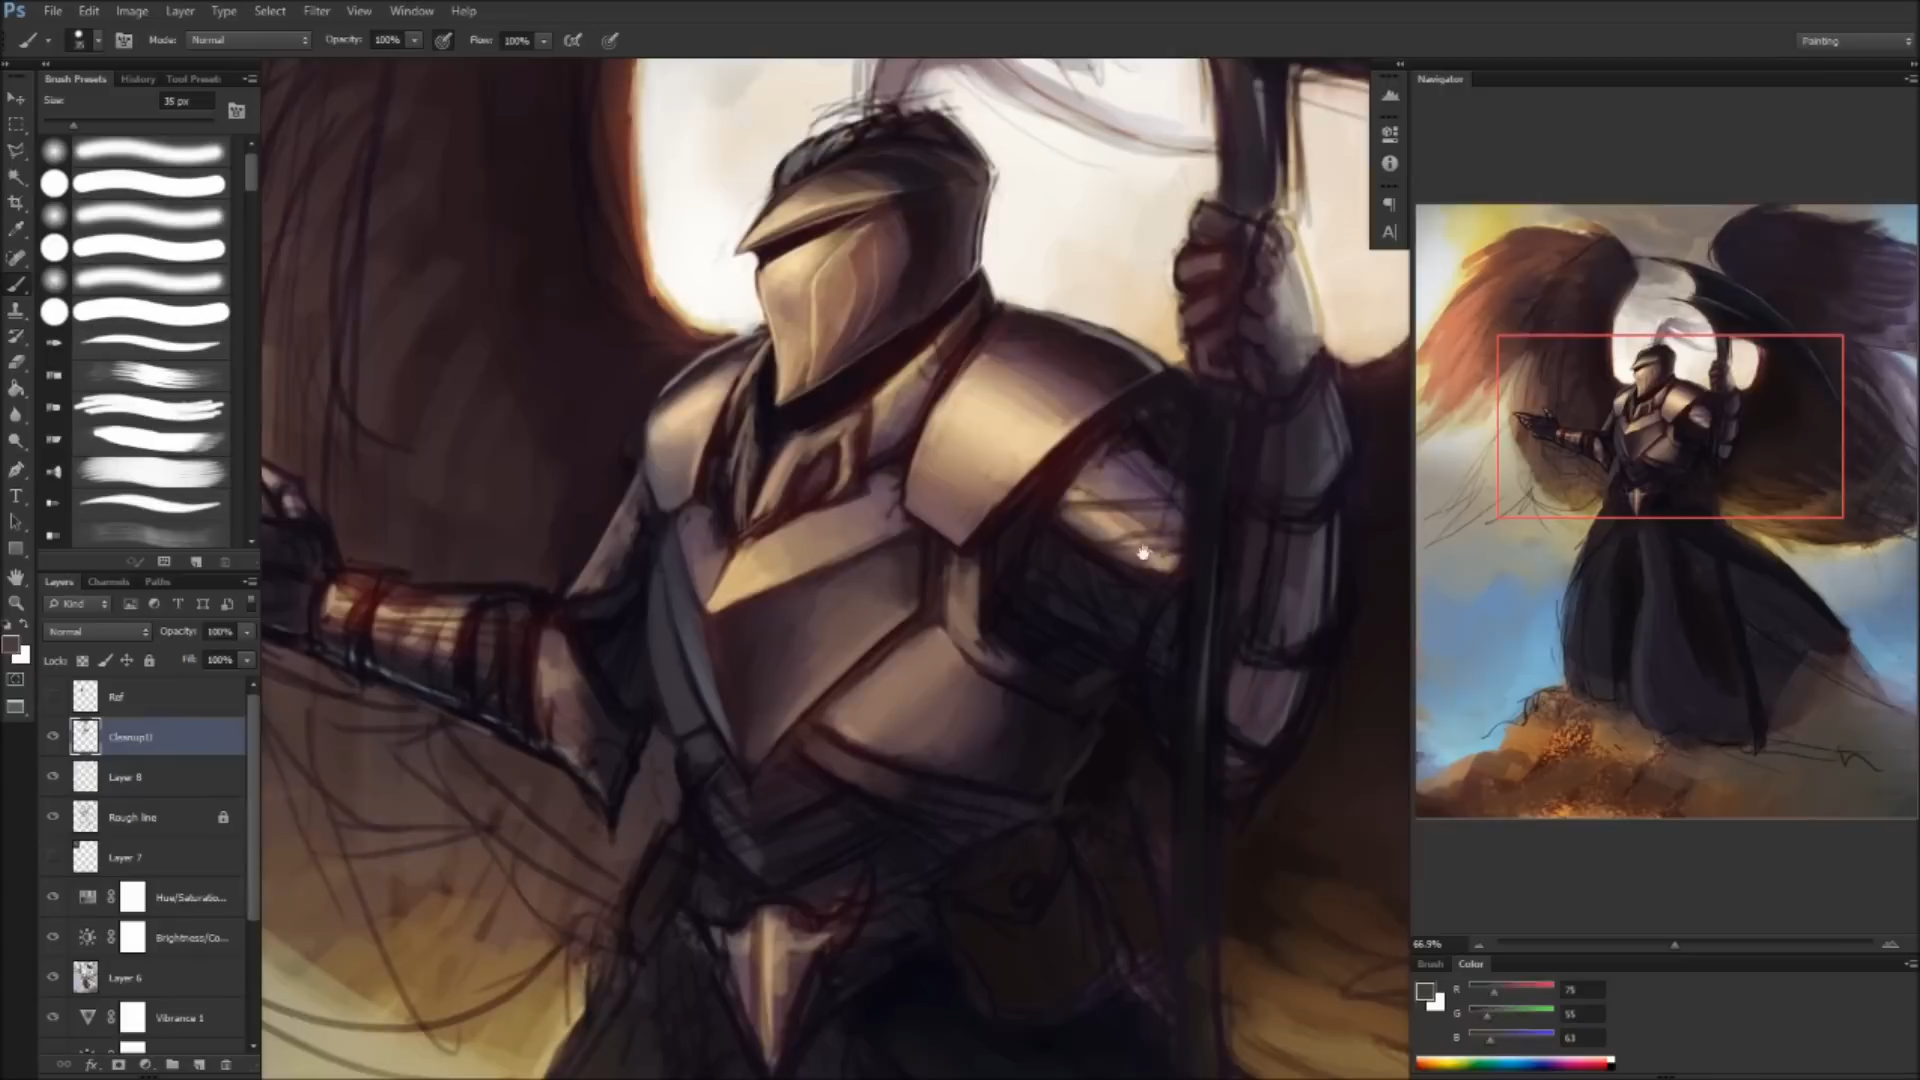 Ps File Edit Image Layer Type Select Filter View Window Help
Mode: Normal Opacity: 100% Flow: 100% Painting
Brush Presets History Tool Presets
Size: 35 px
Layers Channels Paths
Kind
Normal Opacity: 100%
Lock: Fill: 100%
Ref
Layer 8
Rough line
Layer 7
Hue/Saturatio...
Brightness/Co...
Layer 6
Vibrance 1
Navigator
66.9%
Brush Color
R 75
G 55
B 63